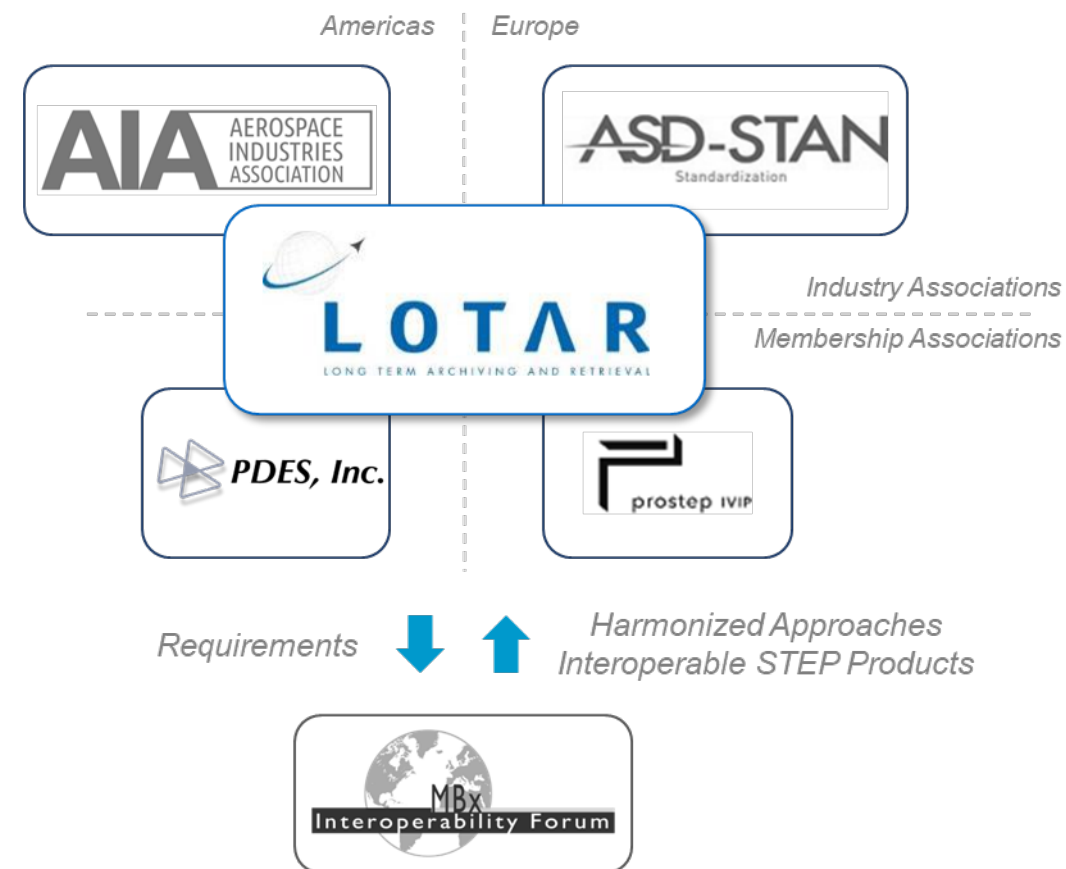 Americas
Europe
AIA
AEROSPACE
INDUSTRIES
ASSOCIATION
ASD-STAN
Standardization
LOTAR
LONG TERM ARCHIVING AND RETRIEVAL
Industry Associations
Membership Associations
PDES, Inc.
prostep IVIP
Requirements
Harmonized Approaches
Interoperable STEP Products
MBx
Interoperability Forum